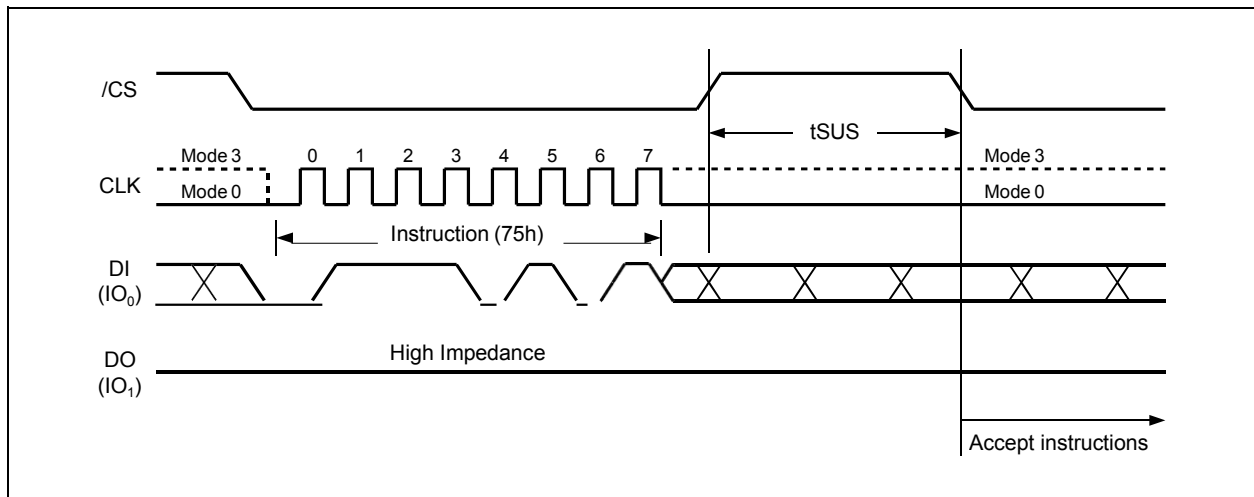 /CS
tSUS
0 1 2 3 4 5 6 7
Mode 3
Mode 3
CLK
Mode 0
Mode 0
Instruction (75h)
DI
(IO₀)
High Impedance
DO
(IO₁)
Accept instructions